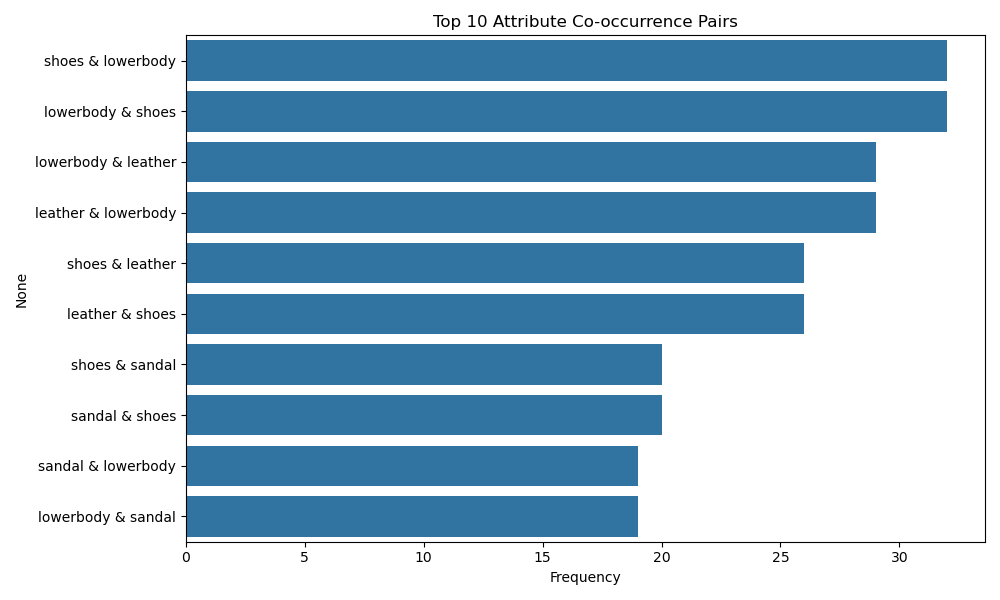 Top 10 Attribute Co-occurrence Pairs
shoes & lowerbody
lowerbody & shoes
lowerbody & leather
leather & lowerbody
shoes & leather
leather & shoes
shoes & sandal
sandal & shoes
sandal & lowerbody
lowerbody & sandal
None
0 5 10 15 20 25 30
Frequency